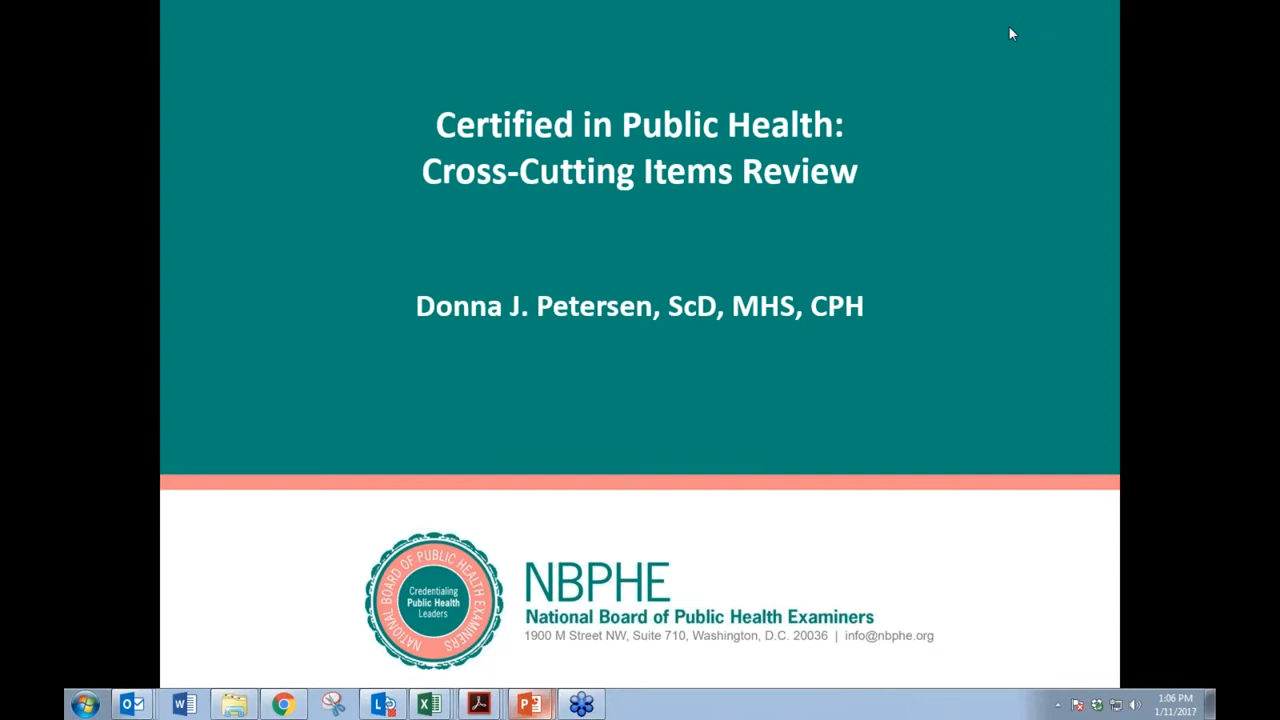 Certified in Public Health:
Cross-Cutting Items Review
Donna J. Petersen, ScD, MHS, CPH
NATIONAL BOARD OF PUBLIC HEALTH EXAMINERS
Credentialing
Public Health
Leaders
NBPHE
National Board of Public Health Examiners
1900 M Street NW, Suite 710, Washington, D.C. 20036 | info@nbphe.org
1:06 PM
1/11/2017